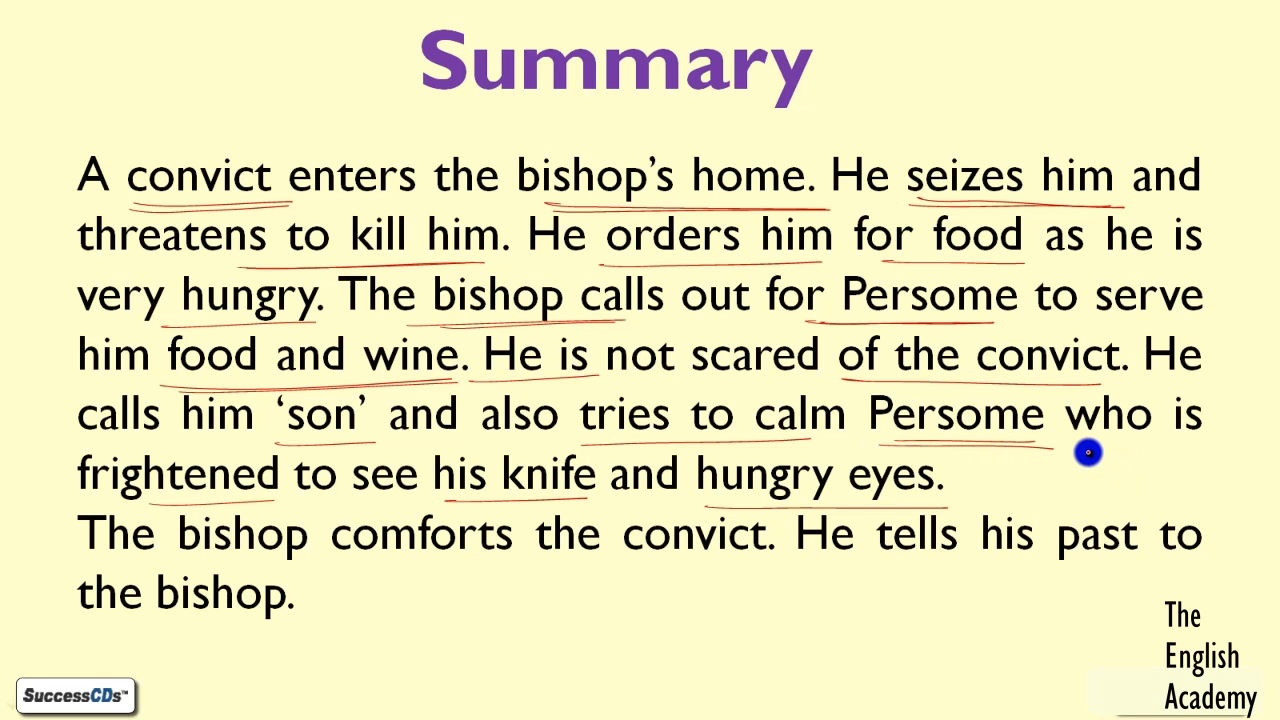 Summary
A convict enters the bishop’s home. He seizes him and
threatens to kill him. He orders him for food as he is
very hungry. The bishop calls out for Persome to serve
him food and wine. He is not scared of the convict. He
calls him ‘son’ and also tries to calm Persome who is
frightened to see his knife and hungry eyes.
The bishop comforts the convict. He tells his past to
the bishop.
The
English
Academy
SuccessCDs™